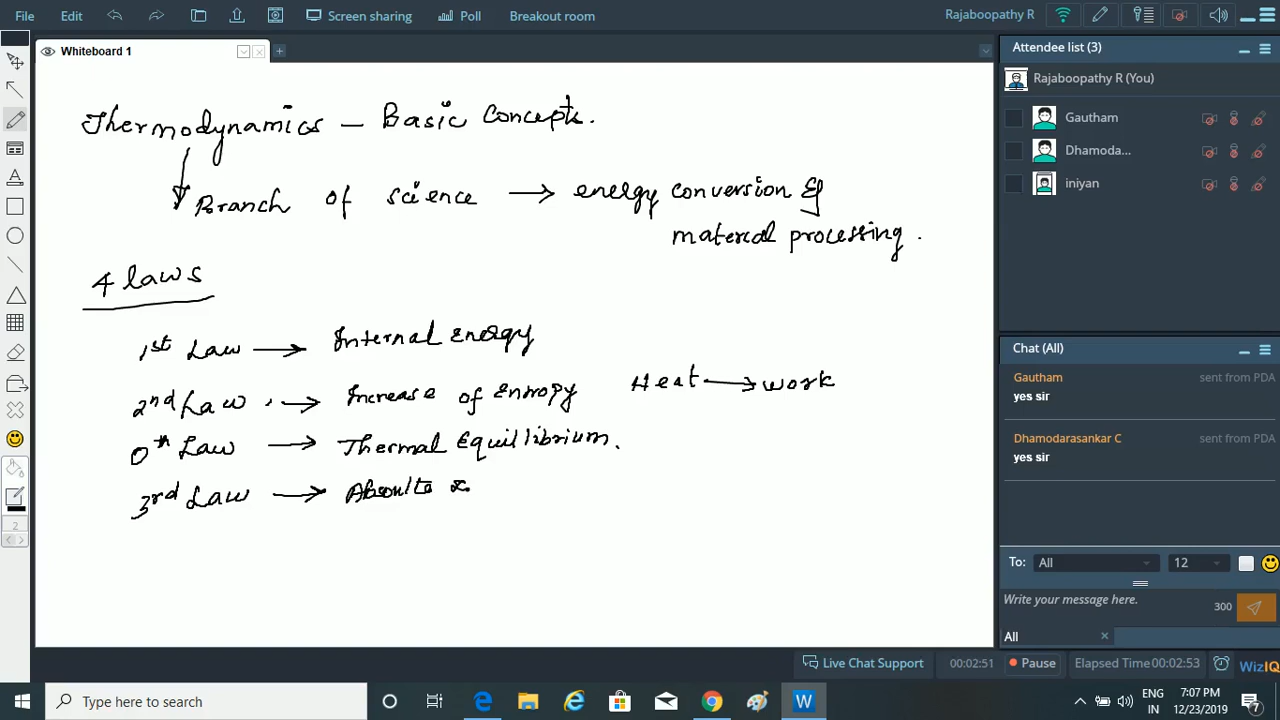 File Edit Screen sharing Poll Breakout room Rajaboopathy R
Whiteboard 1
Thermodynamics – Basic Concepts.
Branch of science → energy conversion &
material processing.
4 laws
1st Law → Internal Energy
2nd Law → Increase of Entropy Heat → work
0th Law → Thermal Equillibrium.
3rd Law → Absoulte
2
Attendee list (3)
Rajaboopathy R (You)
Gautham
Dhamoda...
iniyan
Chat (All)
Gautham sent from PDA
yes sir
Dhamodarasankar C sent from PDA
yes sir
To: All 12
Write your message here. 300
All
Live Chat Support 00:02:51 Pause Elapsed Time 00:02:53 WizIQ
Type here to search
ENG
IN
7:07 PM
12/23/2019
7